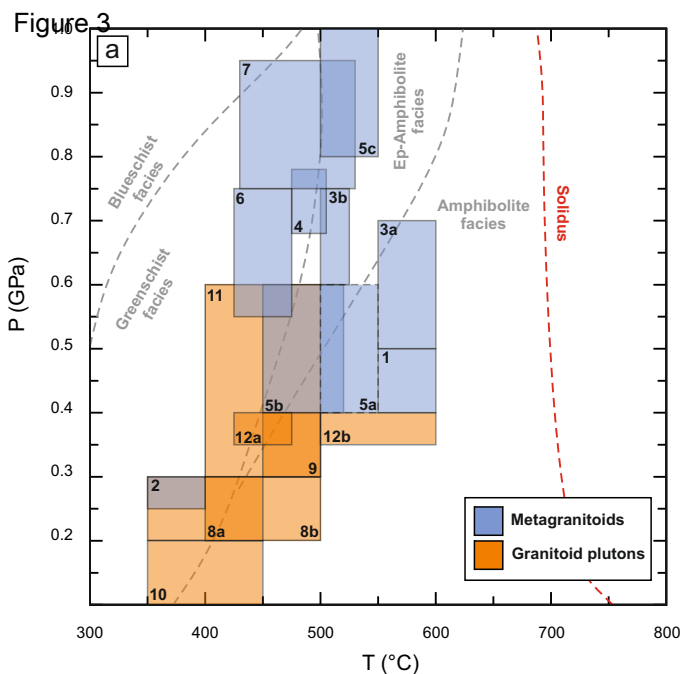 Figure 3
a
1.0
0.9
0.8
0.7
0.6
0.5
0.4
0.3
0.2
P (GPa)
300
400
500
600
700
800
T (°C)
Blueschist
facies
Greenschist
facies
Ep-Amphibolite
facies
Amphibolite
facies
Solidus
7
5c
6
4
3b
3a
11
1
5b
5a
12a
12b
9
2
8a
8b
10
Metagranitoids
Granitoid plutons